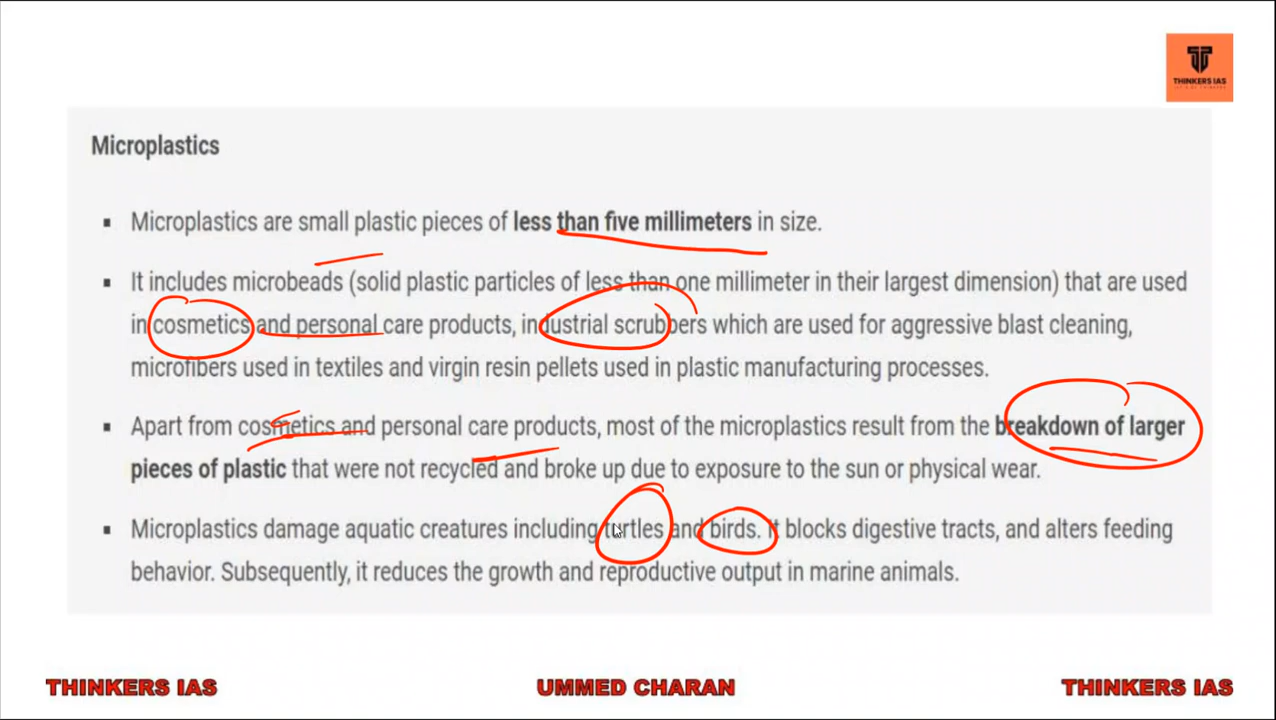 THINKERS IAS
Microplastics
▪ Microplastics are small plastic pieces of less than five millimeters in size.
▪ It includes microbeads (solid plastic particles of less than one millimeter in their largest dimension) that are used
in cosmetics and personal care products, industrial scrubbers which are used for aggressive blast cleaning,
microfibers used in textiles and virgin resin pellets used in plastic manufacturing processes.
▪ Apart from cosmetics and personal care products, most of the microplastics result from the breakdown of larger
pieces of plastic that were not recycled and broke up due to exposure to the sun or physical wear.
▪ Microplastics damage aquatic creatures including turtles and birds. It blocks digestive tracts, and alters feeding
behavior. Subsequently, it reduces the growth and reproductive output in marine animals.
THINKERS IAS UMMED CHARAN THINKERS IAS